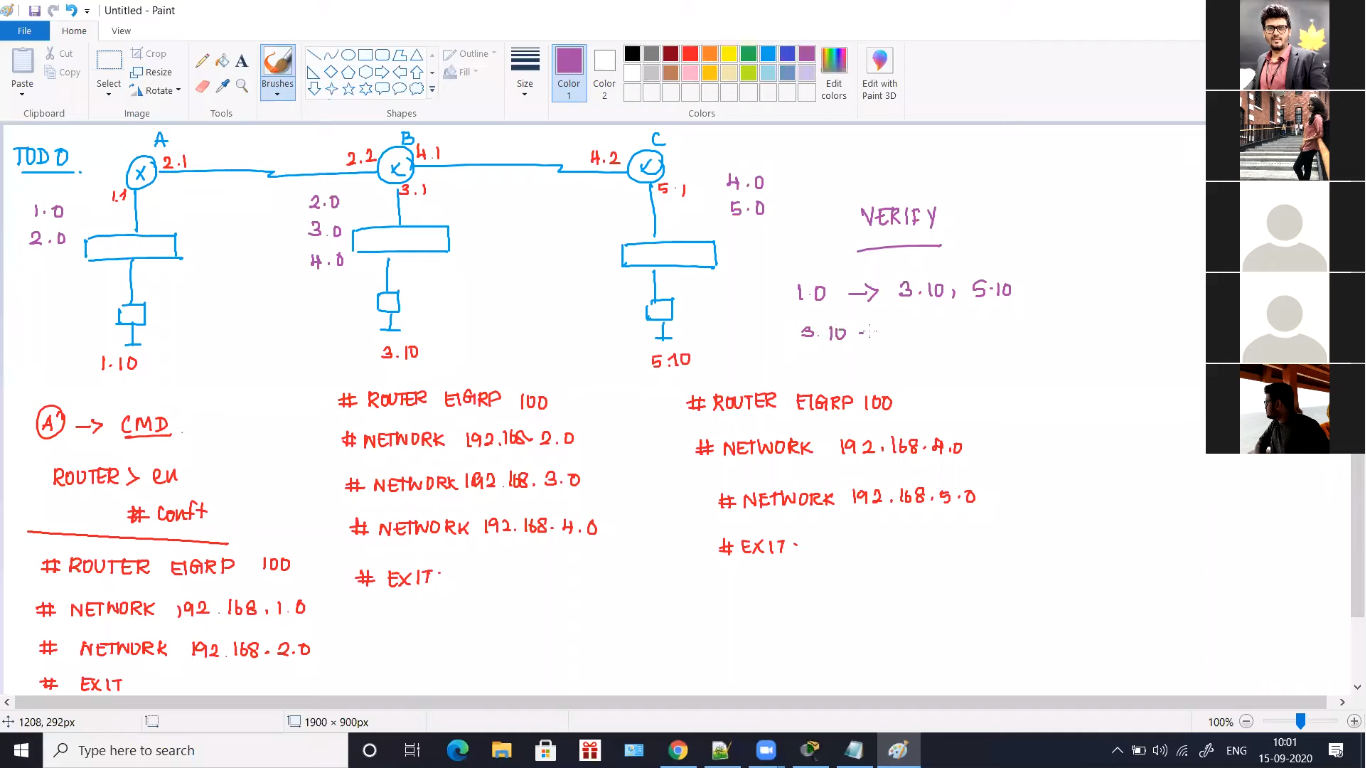 Untitled - Paint
File
Home
View
Paste
Cut
Copy
Clipboard
Select
Crop
Resize
Rotate
Image
Tools
Brushes
Shapes
Outline
Fill
Size
Color 1
Color 2
Edit colors
Edit with Paint 3D
Colors
TODO
A
B
C
2.1
2.2
4.1
4.2
1.1
3.1
5.1
1.0
2.0
2.0
3.0
4.0
4.0
5.0
1.10
3.10
5.10
VERIFY
1.0 → 3.10, 5.10
3.10 -
A → CMD
ROUTER > en
# conft
# ROUTER EIGRP 100
# NETWORK 192.168.1.0
# NETWORK 192.168.2.0
# EXIT
# ROUTER EIGRP 100
# NETWORK 192.168.2.0
# NETWORK 192.168.3.0
# NETWORK 192.168.4.0
# EXIT
# ROUTER EIGRP 100
# NETWORK 192.168.4.0
# NETWORK 192.168.5.0
# EXIT
1208, 292px
1900 × 900px
100%
Type here to search
ENG
10:01
15-09-2020